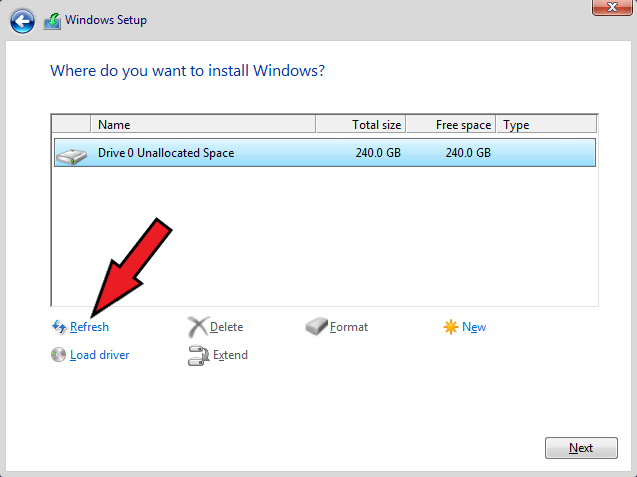 Windows Setup
Where do you want to install Windows?
Name Total size Free space Type
Drive 0 Unallocated Space 240.0 GB 240.0 GB
Refresh Delete Format New
Load driver Extend
Next